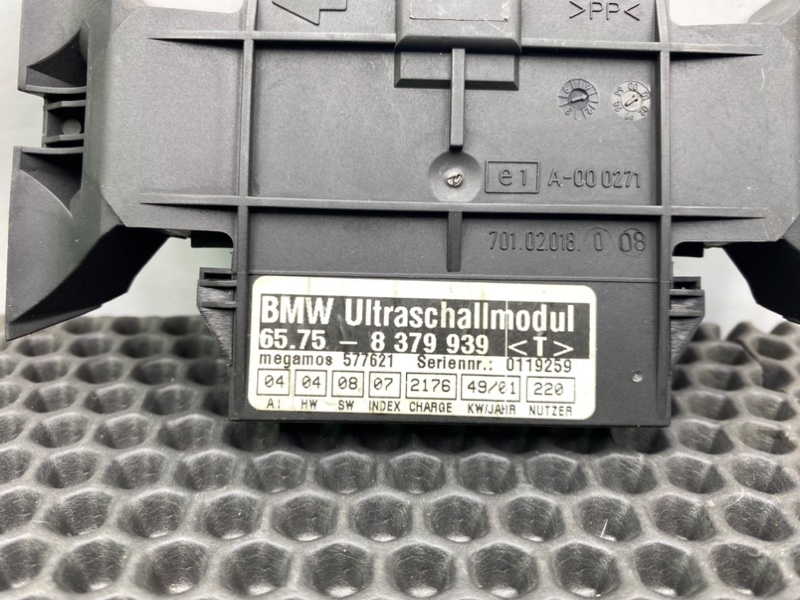 >PP<
e1 A-00 0271
701.02.018. 0 08
BMW Ultraschallmodul
65.75 - 8 379 939 <T>
megamos 577621 Seriennr.: 0119259
04 04 08 07 2176 49/01 220
AI HW SW INDEX CHARGE KW/JAHR NUTZER